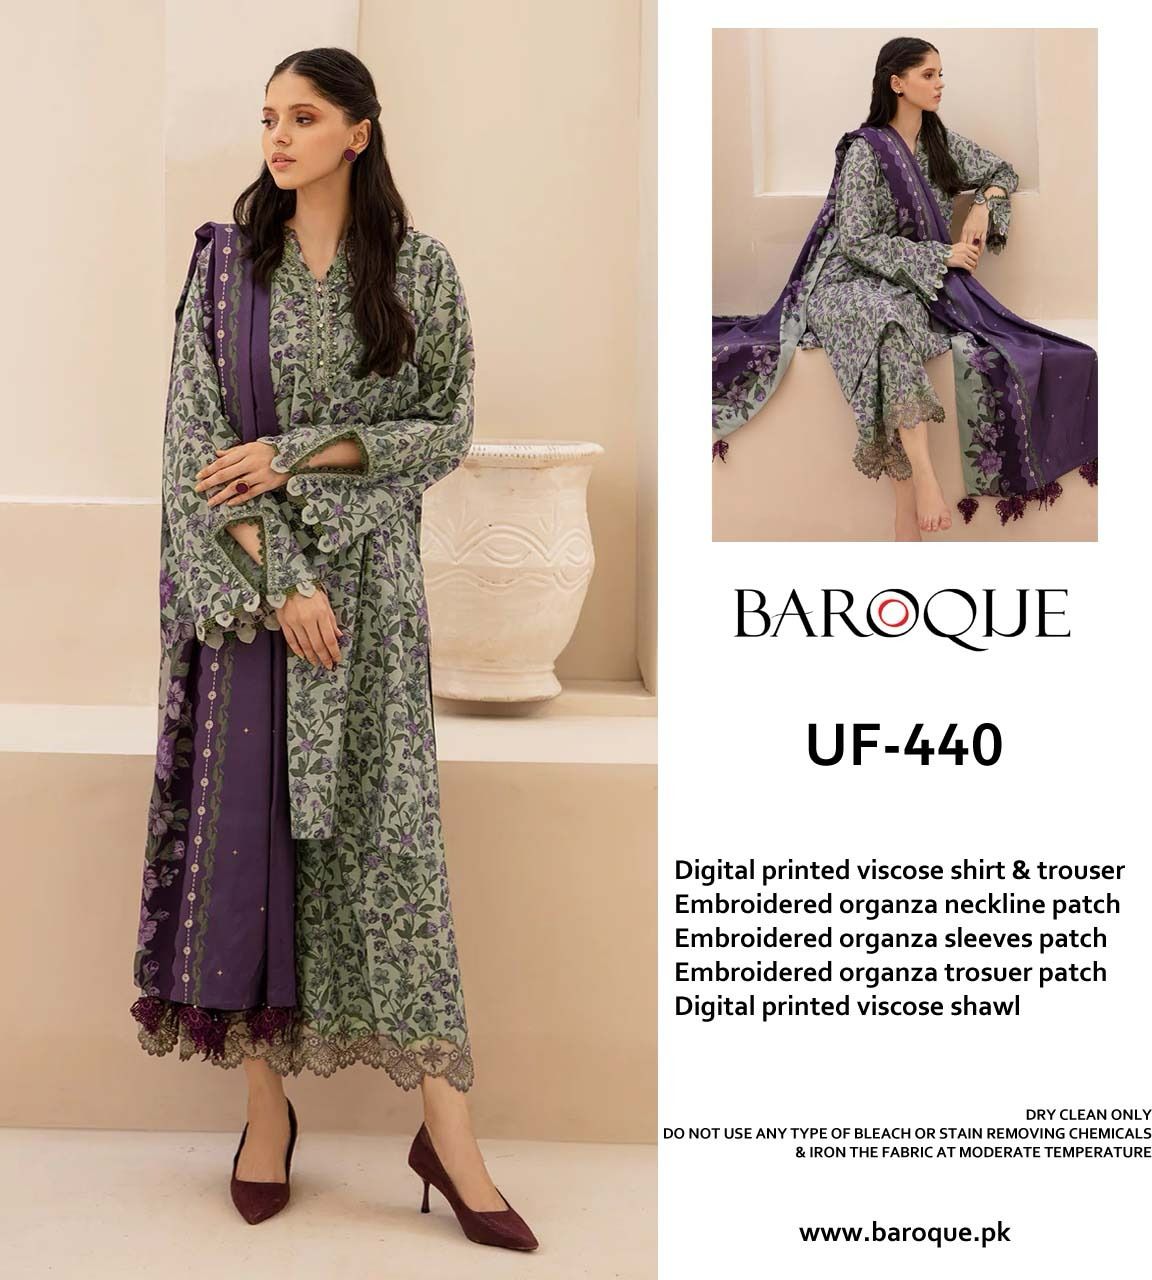 BAROQUE
UF-440
Digital printed viscose shirt & trouser
Embroidered organza neckline patch
Embroidered organza sleeves patch
Embroidered organza trosuer patch
Digital printed viscose shawl
DRY CLEAN ONLY
DO NOT USE ANY TYPE OF BLEACH OR STAIN REMOVING CHEMICALS
& IRON THE FABRIC AT MODERATE TEMPERATURE
www.baroque.pk